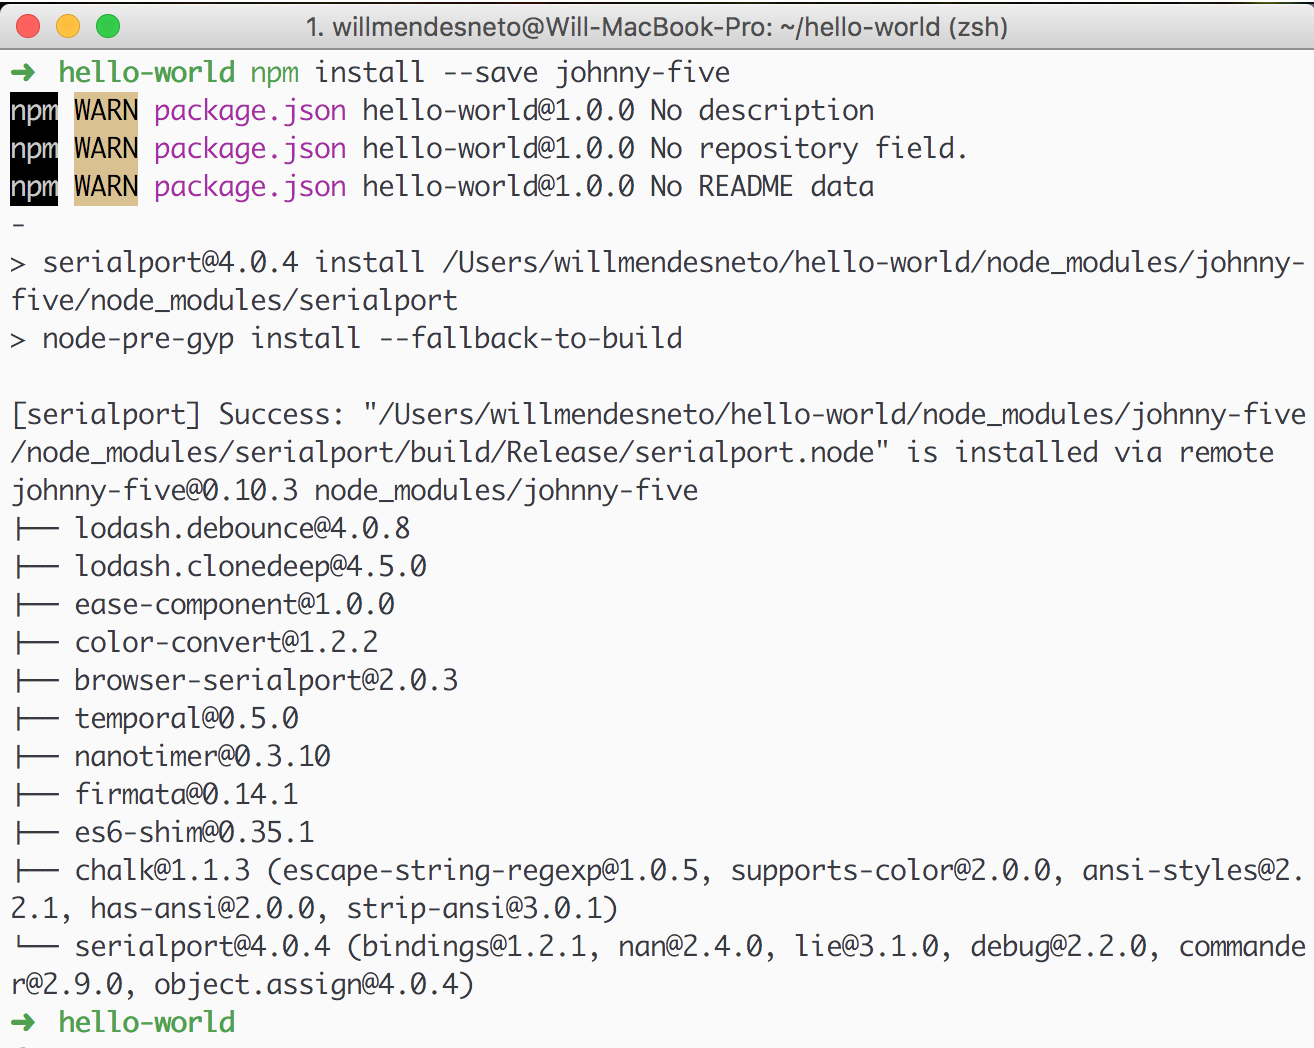 1. willmendesneto@Will-MacBook-Pro: ~/hello-world (zsh)
➜ hello-world npm install --save johnny-five
npm WARN package.json hello-world@1.0.0 No description
npm WARN package.json hello-world@1.0.0 No repository field.
npm WARN package.json hello-world@1.0.0 No README data
-
> serialport@4.0.4 install /Users/willmendesneto/hello-world/node_modules/johnny-
five/node_modules/serialport
> node-pre-gyp install --fallback-to-build
[serialport] Success: "/Users/willmendesneto/hello-world/node_modules/johnny-five
/node_modules/serialport/build/Release/serialport.node" is installed via remote
johnny-five@0.10.3 node_modules/johnny-five
├── lodash.debounce@4.0.8
├── lodash.clonedeep@4.5.0
├── ease-component@1.0.0
├── color-convert@1.2.2
├── browser-serialport@2.0.3
├── temporal@0.5.0
├── nanotimer@0.3.10
├── firmata@0.14.1
├── es6-shim@0.35.1
├── chalk@1.1.3 (escape-string-regexp@1.0.5, supports-color@2.0.0, ansi-styles@2.
2.1, has-ansi@2.0.0, strip-ansi@3.0.1)
└── serialport@4.0.4 (bindings@1.2.1, nan@2.4.0, lie@3.1.0, debug@2.2.0, commande
r@2.9.0, object.assign@4.0.4)
➜ hello-world